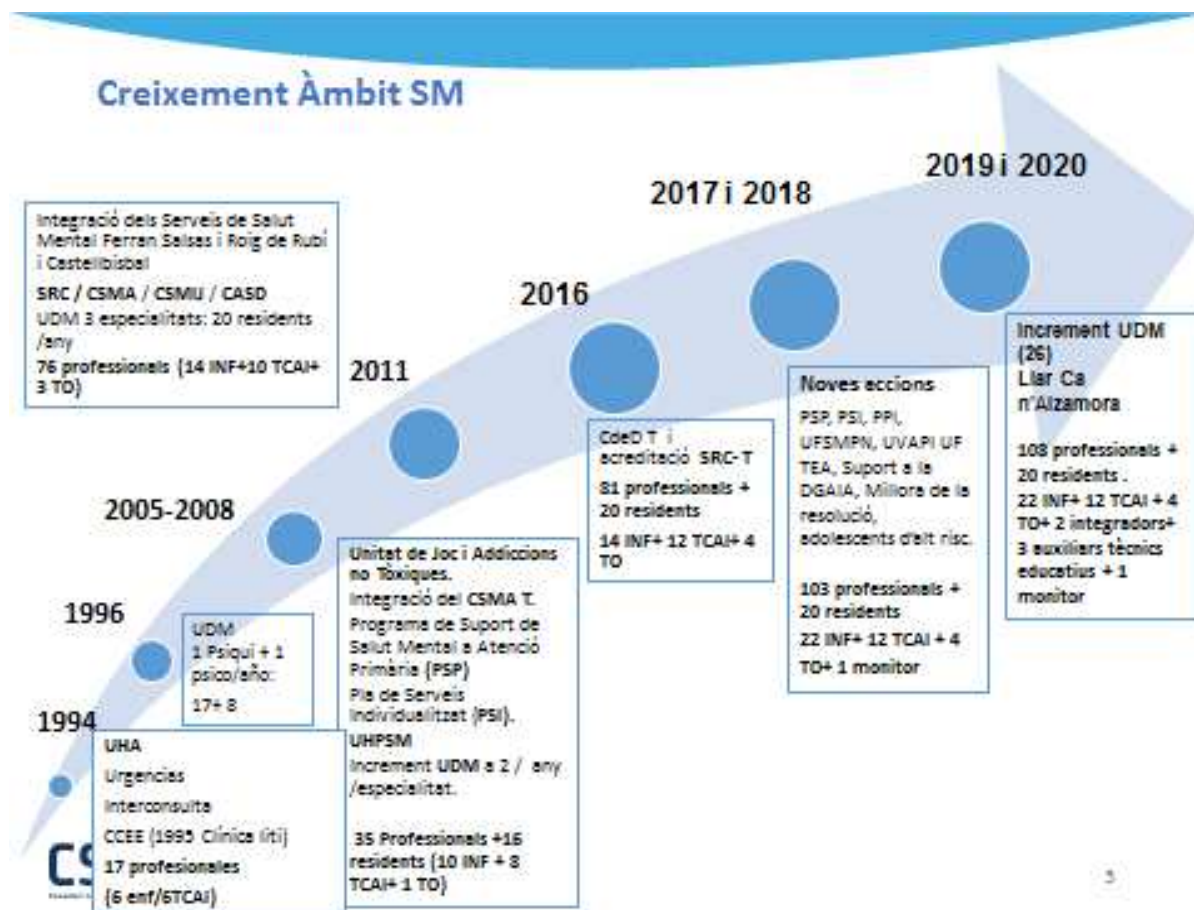 Creixement Àmbit SM
2019 i 2020
2017 i 2018
Integració dels Serveis de Salut
Mental Ferran Salsas i Roig de Rubí
i Castellbisbal
SRC / CSMA / CSMIJ / CASD
UDM 3 especialitats: 20 residents
/any
76 professionals (14 INF+10 TCAI+
3 TO)
2016
2011
Increment UDM
(26)
Llar Ca
n'Alzamora
108 professionals +
20 residents .
22 INF+ 12 TCAI + 4
TO+ 2 integradors+
3 auxiliars tècnics
educatius + 1
monitor
Noves accions
PSP, PSI, PPI,
UFSMPN, UVAPI UF
TEA, Suport a la
DGAIA, Millora de la
resolució,
adolescents d'alt risc.
103 professionals +
20 residents
22 INF+ 12 TCAI + 4
TO+ 1 monitor
CdeD T i
acreditació SRC- T
81 professionals +
20 residents
14 INF+ 12 TCAI+ 4
TO
2005-2008
Unitat de Joc i Addiccions
no Tòxiques.
Integració del CSMA T.
Programa de Suport de
Salut Mental a Atenció
Primària (PSP)
Pla de Serveis
Individualitzat (PSI).
UHPSM
Increment UDM a 2 / any
/especialitat.
35 Professionals +16
residents (10 INF + 8
TCAI+ 1 TO)
1996
UDM
1 Psiqui + 1
psico/año:
17+ 8
1994
UHA
Urgencias
Interconsulta
CCEE (1995 Clínica liti)
17 profesionales
(6 enf/6TCAI)
CS
3